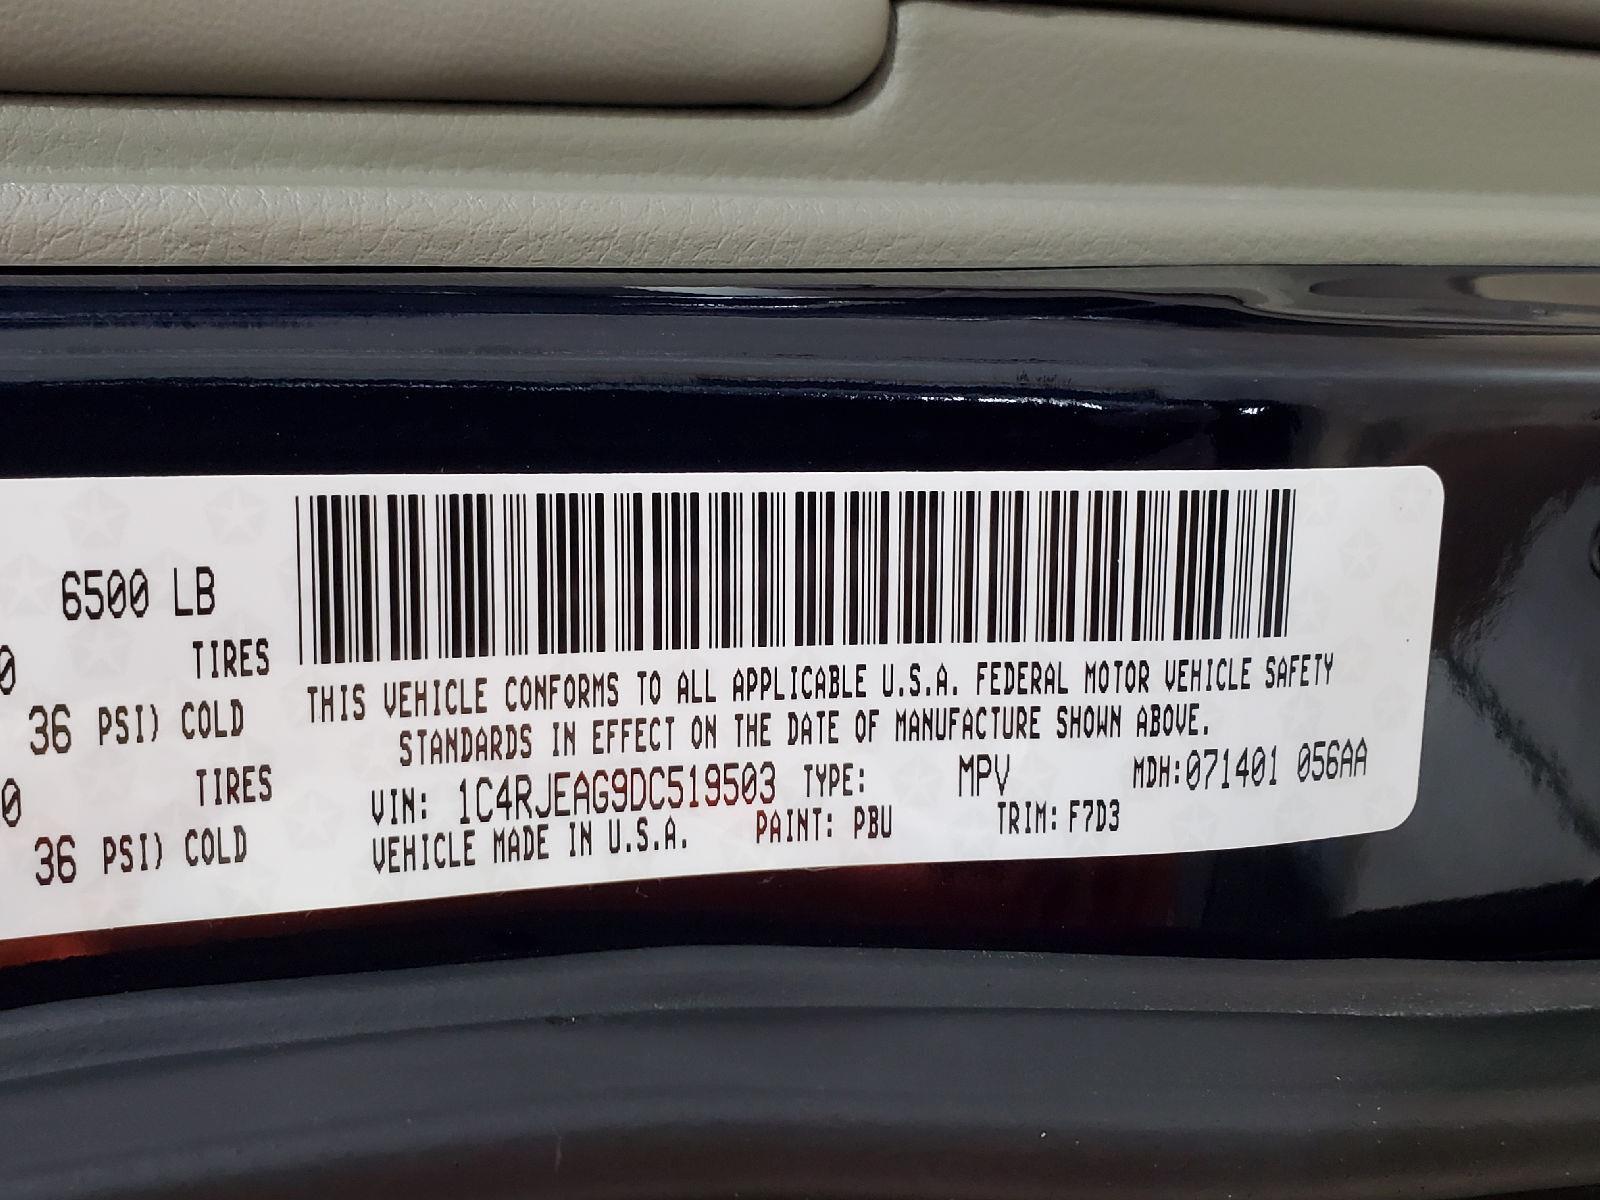 6500 LB
0 TIRES
36 PSI) COLD
0 TIRES
36 PSI) COLD
THIS VEHICLE CONFORMS TO ALL APPLICABLE U.S.A. FEDERAL MOTOR VEHICLE SAFETY
STANDARDS IN EFFECT ON THE DATE OF MANUFACTURE SHOWN ABOVE.
VIN: 1C4RJEAG9DC519503 TYPE: MPV MDH:071401 056AA
VEHICLE MADE IN U.S.A. PAINT: PBU TRIM: F7D3